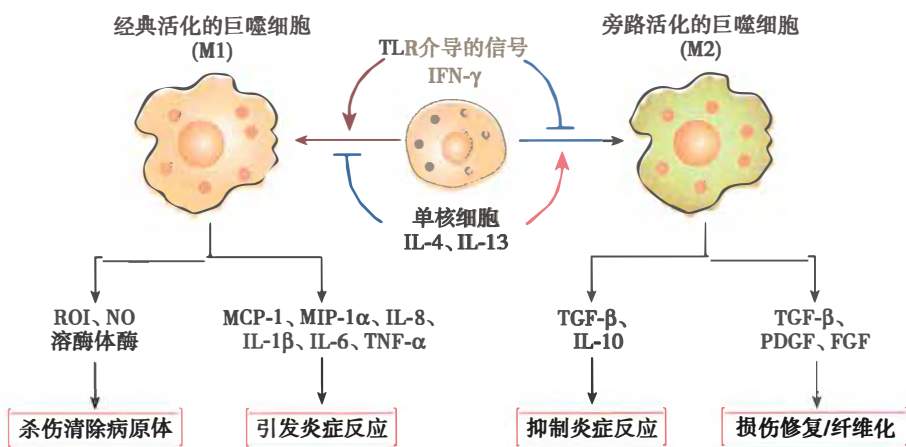 经典活化的巨噬细胞
(M1)
TLR介导的信号
IFN-γ
旁路活化的巨噬细胞
(M2)
单核细胞
IL-4、IL-13
ROI、NO
溶酶体酶
MCP-1、MIP-1α、IL-8、
IL-1β、IL-6、TNF-α
TGF-β、
IL-10
TGF-β、
PDGF、FGF
杀伤清除病原体
引发炎症反应
抑制炎症反应
损伤修复/纤维化